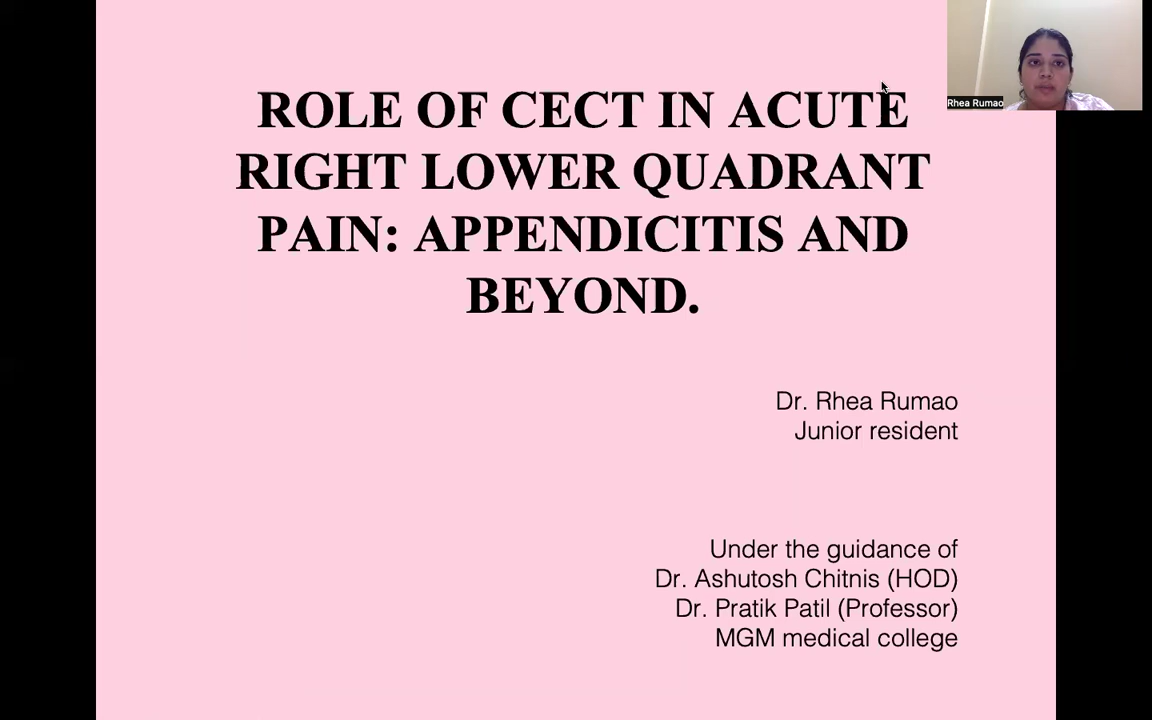 ROLE OF CECT IN ACUTE
RIGHT LOWER QUADRANT
PAIN: APPENDICITIS AND
BEYOND.
Rhea Rumao
Dr. Rhea Rumao
Junior resident
Under the guidance of
Dr. Ashutosh Chitnis (HOD)
Dr. Pratik Patil (Professor)
MGM medical college